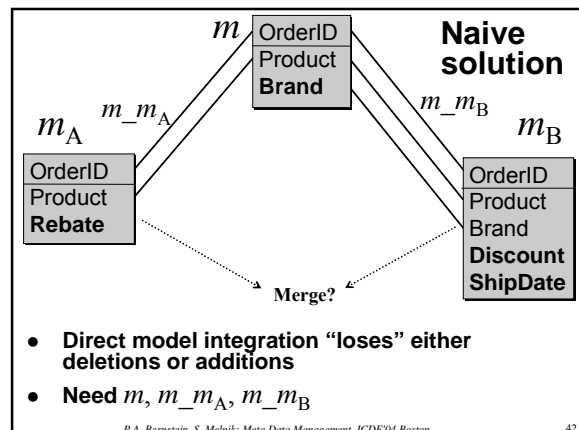 Naive
solution
m
OrderID
Product
Brand
m_mA
m_mB
mA
OrderID
Product
Rebate
mB
OrderID
Product
Brand
Discount
ShipDate
Merge?
● Direct model integration “loses” either
deletions or additions
● Need m, m_mA, m_mB
P.A. Bernstein, S. Melnik: Meta Data Management, ICDE'04 Boston
42